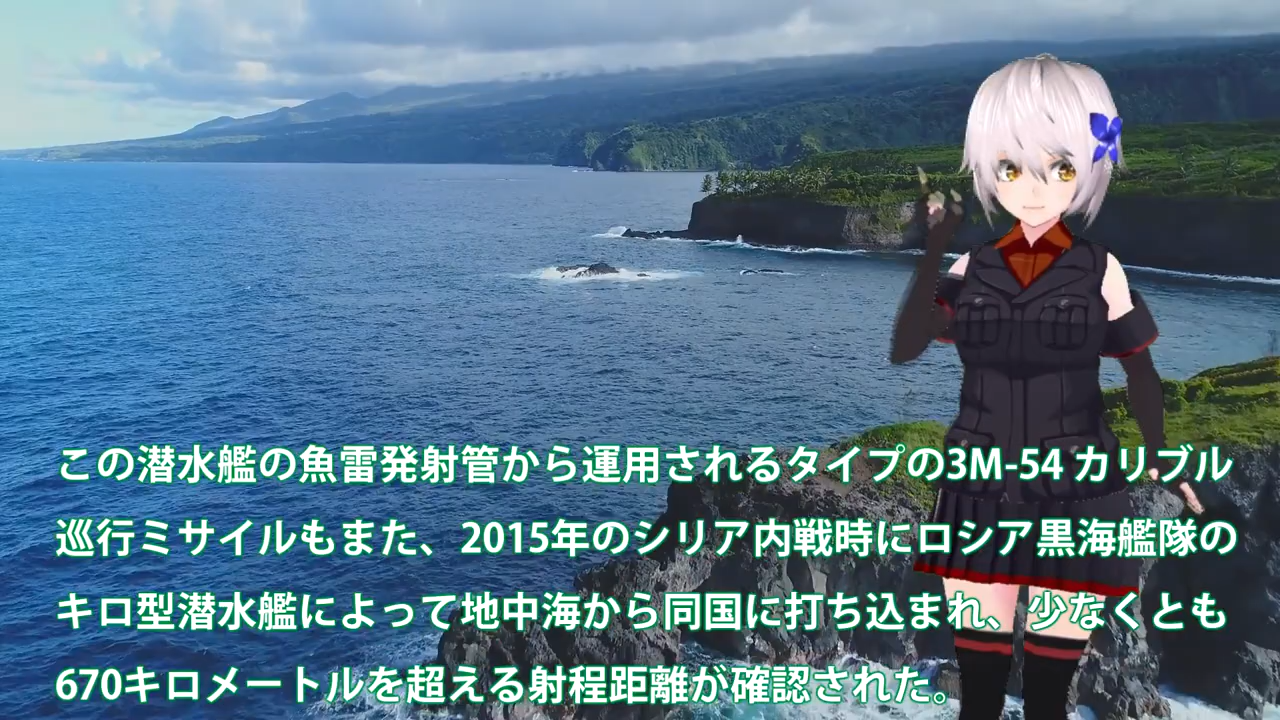 この潜水艦の魚雷発射管から運用されるタイプの3M-54 カリブル
巡行ミサイルもまた、2015年のシリア内戦時にロシア黒海艦隊の
キロ型潜水艦によって地中海から同国に打ち込まれ、少なくとも
670キロメートルを超える射程距離が確認された。